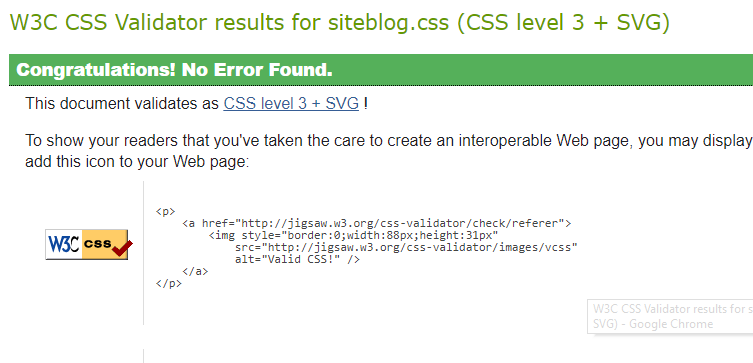 W3C CSS Validator results for siteblog.css (CSS level 3 + SVG)
Congratulations! No Error Found.
This document validates as CSS level 3 + SVG !
To show your readers that you've taken the care to create an interoperable Web page, you may display
add this icon to your Web page:
W3C css
<p>
<a href="http://jigsaw.w3.org/css-validator/check/referer">
<img style="border:0;width:88px;height:31px"
src="http://jigsaw.w3.org/css-validator/images/vcss"
alt="Valid CSS!" />
</a>
</p>
W3C CSS Validator results for s
SVG) - Google Chrome